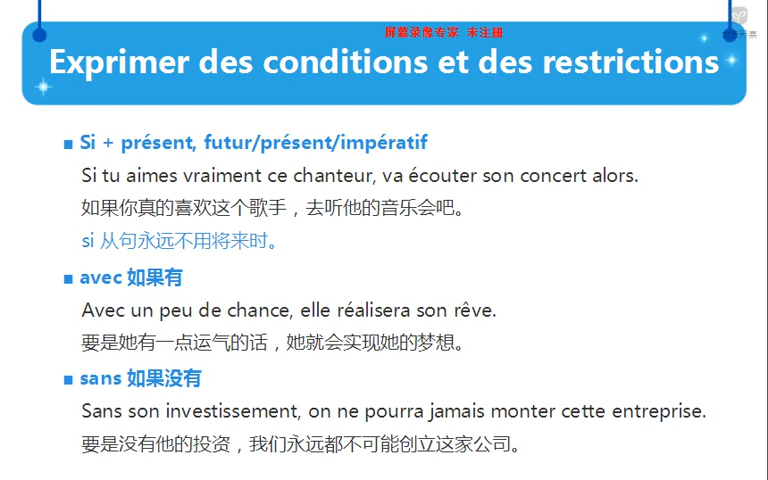 屏幕录像专家 未注册
Exprimer des conditions et des restrictions
■ Si + présent, futur/présent/impératif
Si tu aimes vraiment ce chanteur, va écouter son concert alors.
如果你真的喜欢这个歌手，去听他的音乐会吧。
si 从句永远不用将来时。
■ avec 如果有
Avec un peu de chance, elle réalisera son rêve.
要是她有一点运气的话，她就会实现她的梦想。
■ sans 如果没有
Sans son investissement, on ne pourra jamais monter cette entreprise.
要是没有他的投资，我们永远都不可能创立这家公司。